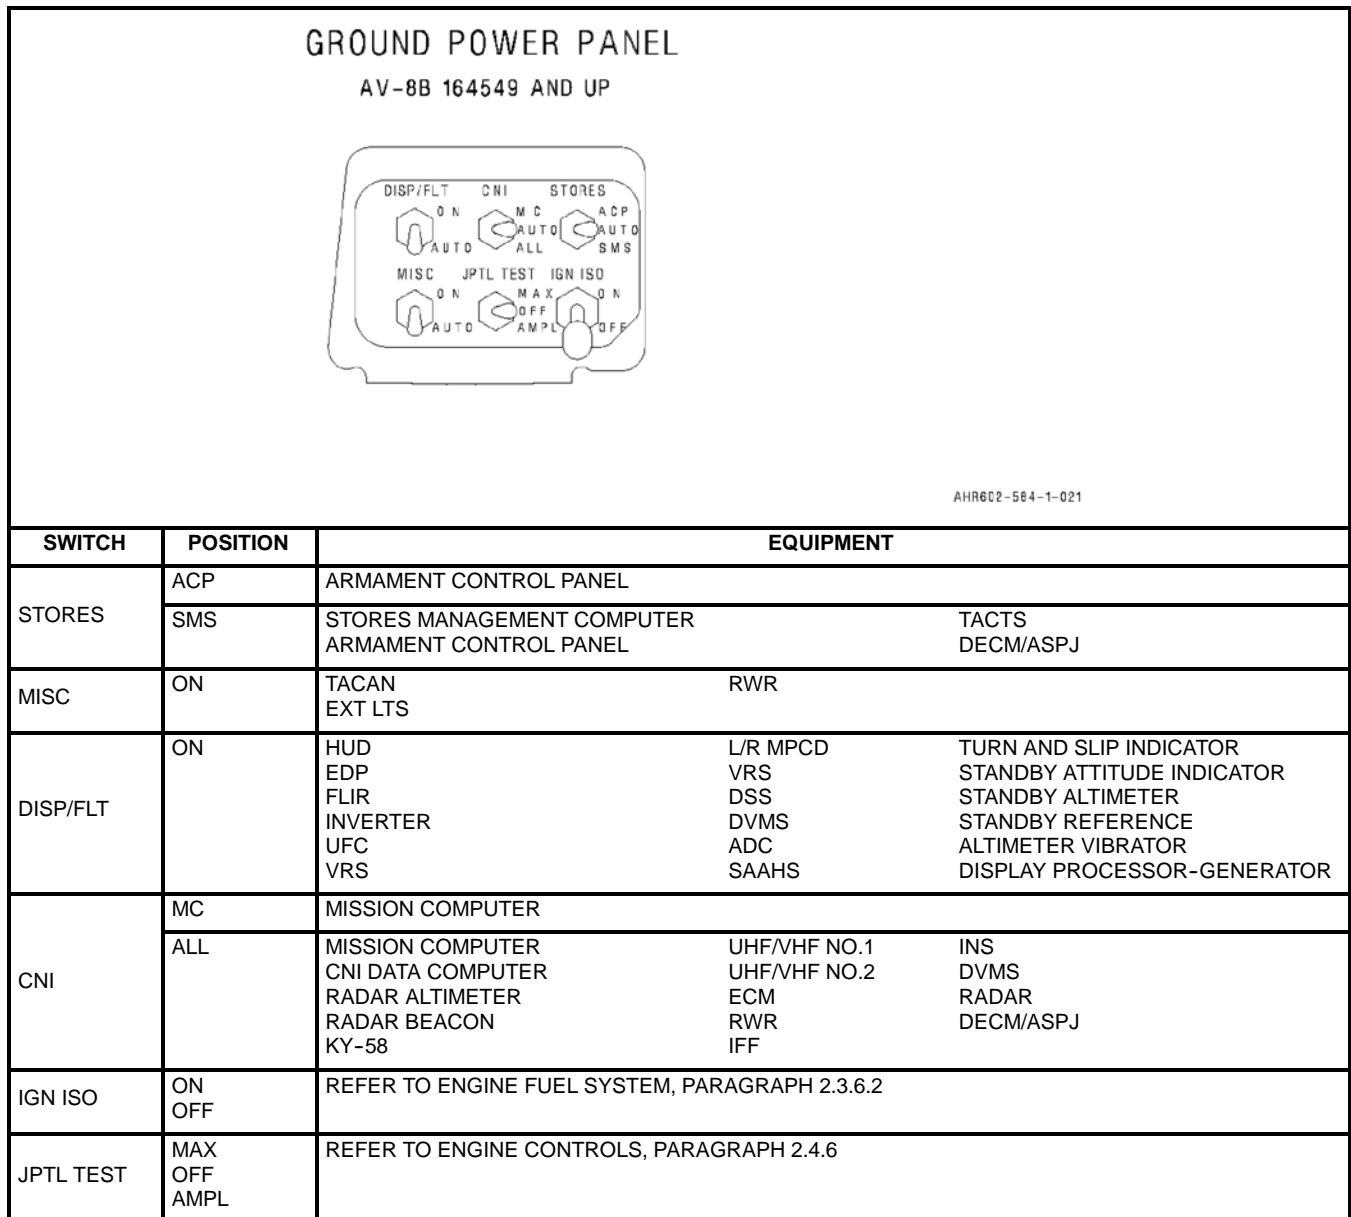 GROUND POWER PANEL
AV-8B 164549 AND UP
DISP/FLT CNI STORES
ON MC ACP
AUTO AUTO
AUTO ALL SMS
MISC JPTL TEST IGN ISO
ON MAX ON
OFF
AUTO AMPL OFF
AHR602-584-1-021
SWITCH POSITION EQUIPMENT
STORES
ACP ARMAMENT CONTROL PANEL
SMS STORES MANAGEMENT COMPUTER TACTS
ARMAMENT CONTROL PANEL DECM/ASPJ
MISC
ON TACAN RWR
EXT LTS
DISP/FLT
ON HUD L/R MPCD TURN AND SLIP INDICATOR
EDP VRS STANDBY ATTITUDE INDICATOR
FLIR DSS STANDBY ALTIMETER
INVERTER DVMS STANDBY REFERENCE
UFC ADC ALTIMETER VIBRATOR
VRS SAAHS DISPLAY PROCESSOR-GENERATOR
CNI
MC MISSION COMPUTER
ALL MISSION COMPUTER UHF/VHF NO.1 INS
CNI DATA COMPUTER UHF/VHF NO.2 DVMS
RADAR ALTIMETER ECM RADAR
RADAR BEACON RWR DECM/ASPJ
KY-58 IFF
IGN ISO
ON REFER TO ENGINE FUEL SYSTEM, PARAGRAPH 2.3.6.2
OFF
JPTL TEST
MAX REFER TO ENGINE CONTROLS, PARAGRAPH 2.4.6
OFF
AMPL